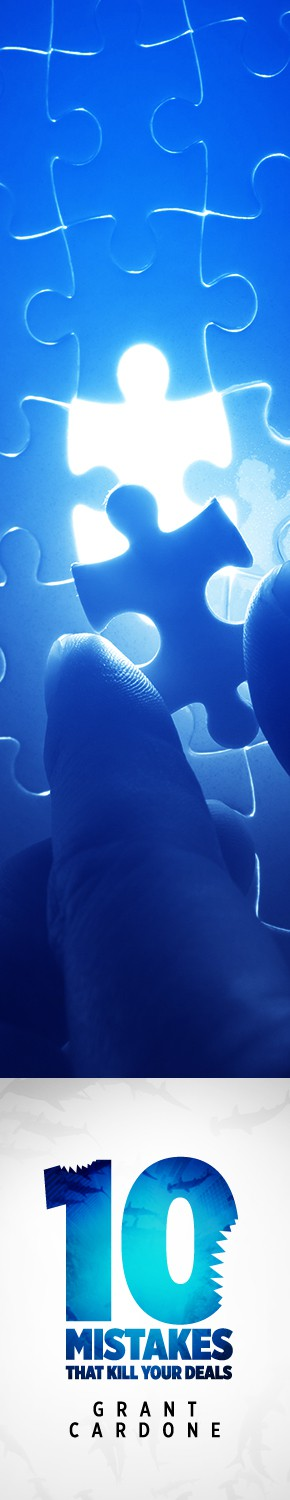 10
MISTAKES
THAT KILL YOUR DEALS
GRANT
CARDONE